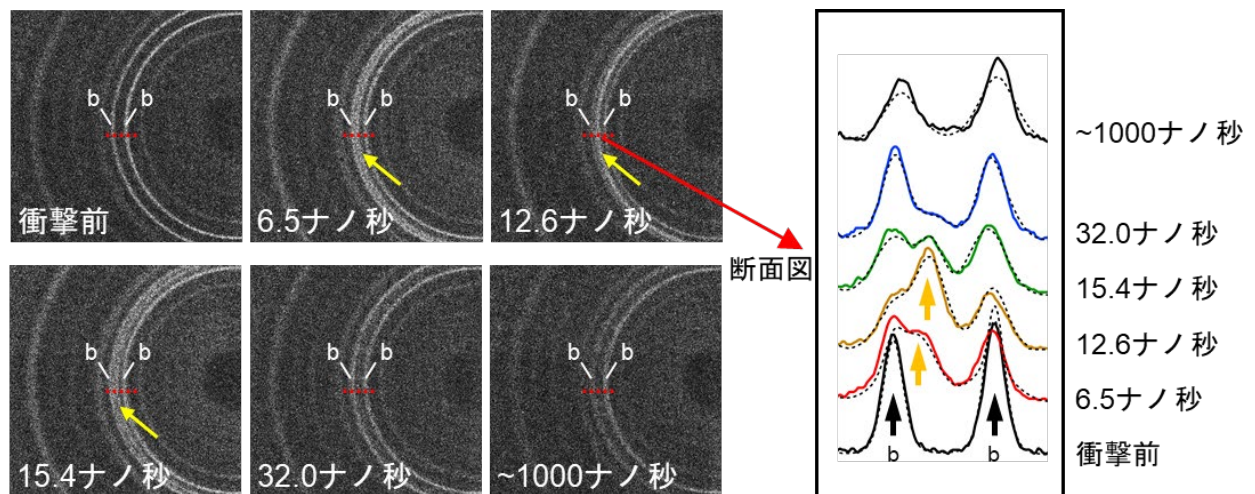 b b
衝撃前
b b
6.5ナノ秒
b b
12.6ナノ秒
b b
15.4ナノ秒
b b
32.0ナノ秒
b b
~1000ナノ秒
断面図
~1000ナノ秒
32.0ナノ秒
15.4ナノ秒
12.6ナノ秒
6.5ナノ秒
衝撃前
b b